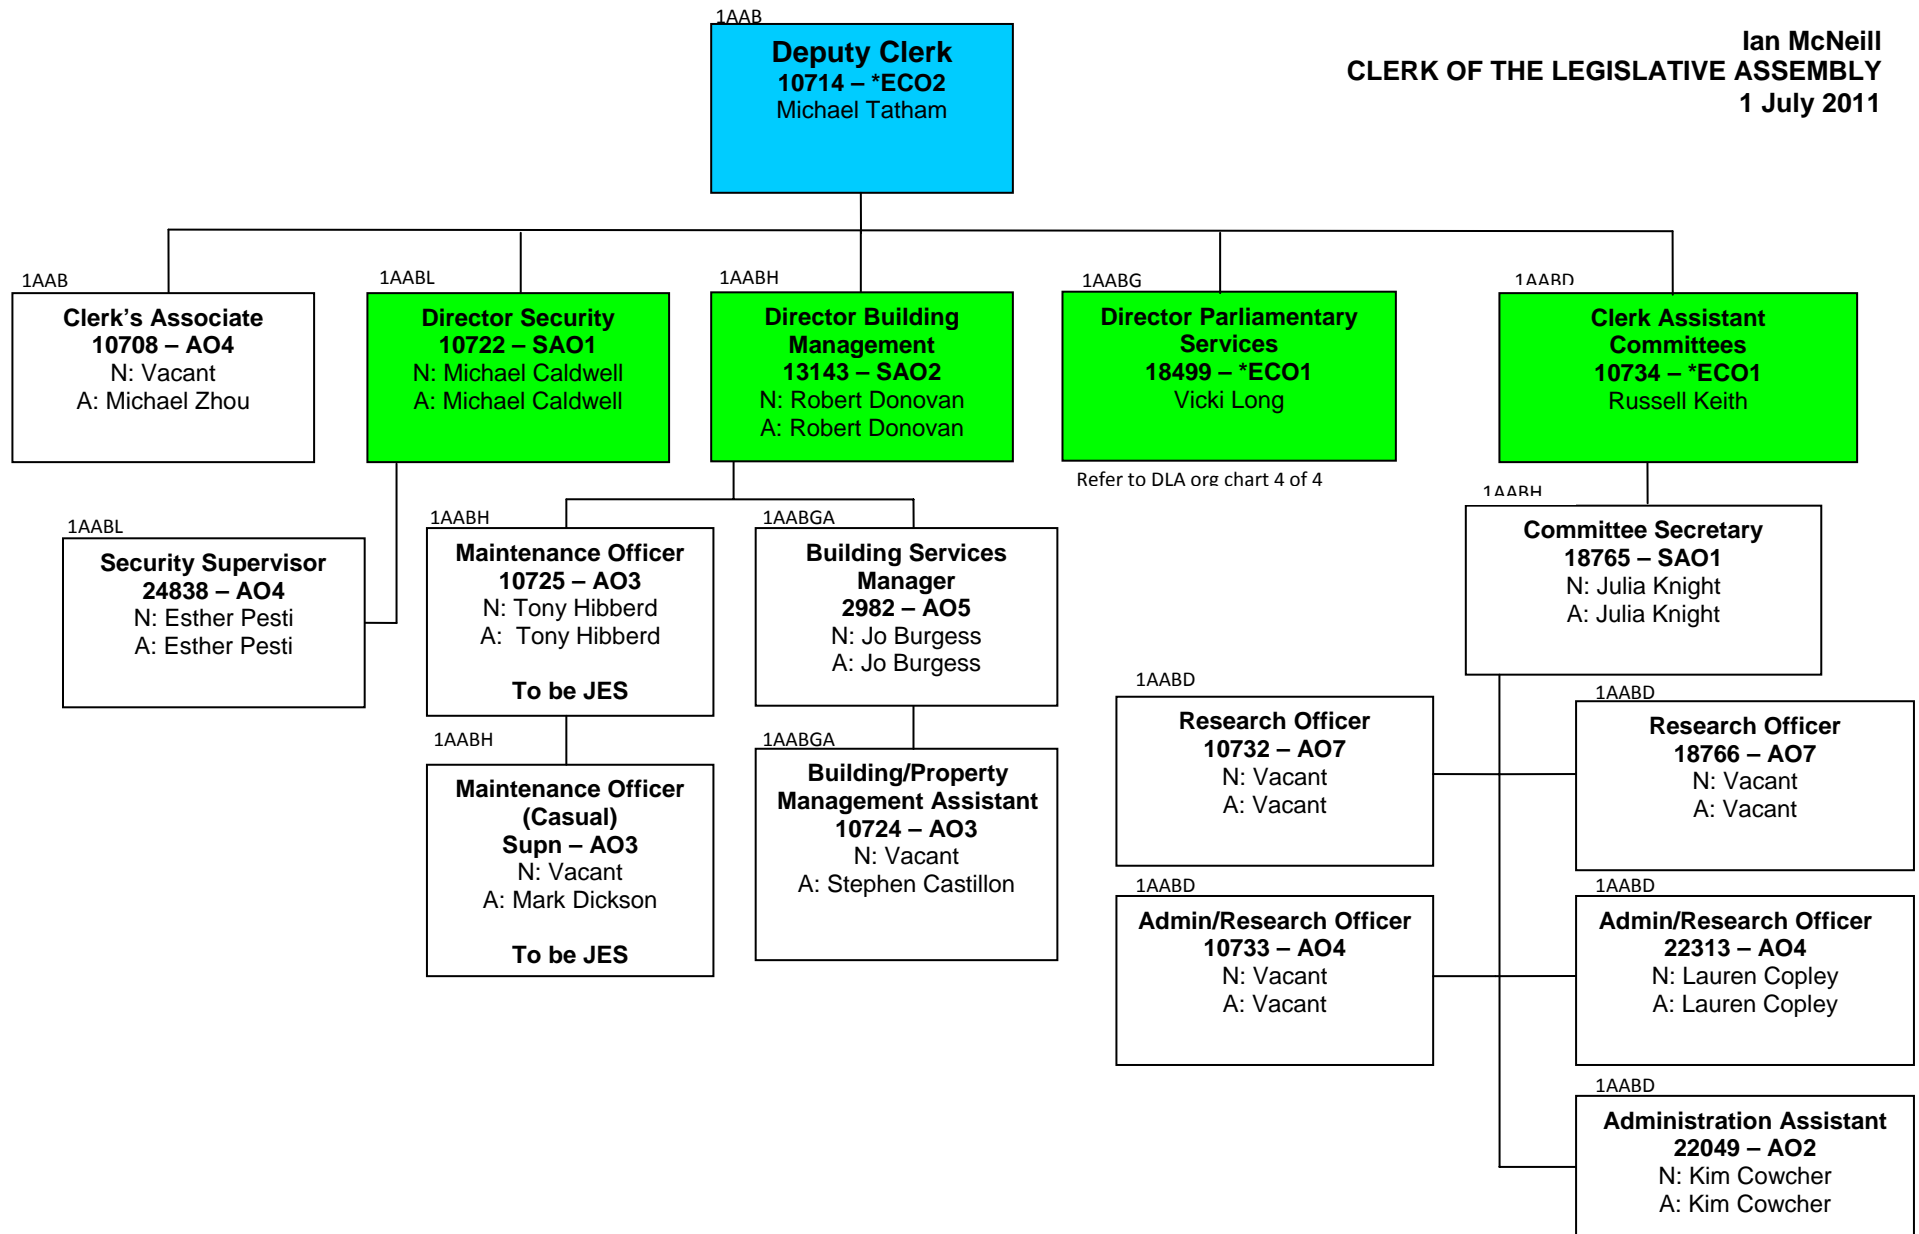 1AAB
Deputy Clerk
10714 – *ECO2
Michael Tatham
Ian McNeill
CLERK OF THE LEGISLATIVE ASSEMBLY
1 July 2011
1AAB
Clerk's Associate
10708 – AO4
N: Vacant
A: Michael Zhou
1AABL
Director Security
10722 – SAO1
N: Michael Caldwell
A: Michael Caldwell
1AABH
Director Building
Management
13143 – SAO2
N: Robert Donovan
A: Robert Donovan
1AABG
Director Parliamentary
Services
18499 – *ECO1
Vicki Long
Refer to DLA org chart 4 of 4
1AABD
Clerk Assistant
Committees
10734 – *ECO1
Russell Keith
1AABL
Security Supervisor
24838 – AO4
N: Esther Pesti
A: Esther Pesti
1AABH
Maintenance Officer
10725 – AO3
N: Tony Hibberd
A:  Tony Hibberd
To be JES
1AABGA
Building Services
Manager
2982 – AO5
N: Jo Burgess
A: Jo Burgess
1AABH
Committee Secretary
18765 – SAO1
N: Julia Knight
A: Julia Knight
1AABH
Maintenance Officer
(Casual)
Supn – AO3
N: Vacant
A: Mark Dickson
To be JES
1AABGA
Building/Property
Management Assistant
10724 – AO3
N: Vacant
A: Stephen Castillon
1AABD
Research Officer
10732 – AO7
N: Vacant
A: Vacant
1AABD
Research Officer
18766 – AO7
N: Vacant
A: Vacant
1AABD
Admin/Research Officer
10733 – AO4
N: Vacant
A: Vacant
1AABD
Admin/Research Officer
22313 – AO4
N: Lauren Copley
A: Lauren Copley
1AABD
Administration Assistant
22049 – AO2
N: Kim Cowcher
A: Kim Cowcher